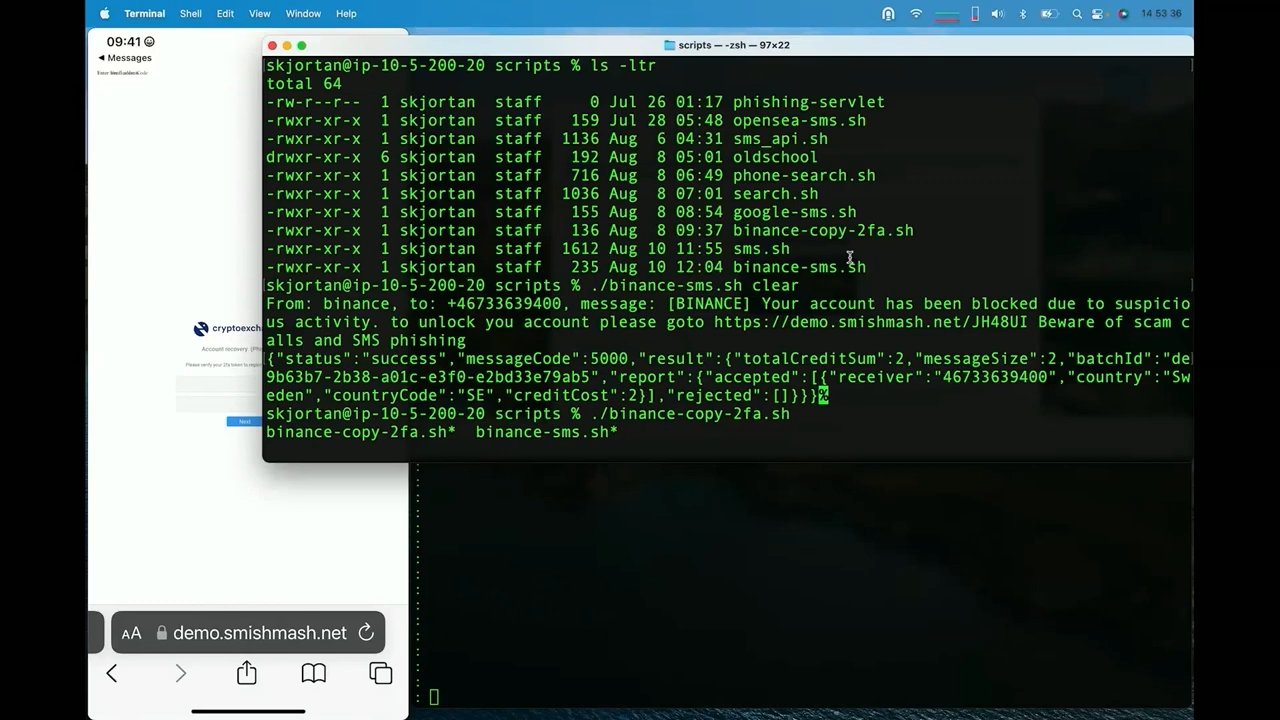 Terminal Shell Edit View Window Help
14 53 36
09:41
◂ Messages
cryptoexch
Account recovery. (Pho
Please verify your 2fa token to regain
Next
demo.smishmash.net
AA
scripts — -zsh — 97×22
skjortan@ip-10-5-200-20 scripts % ls -ltr
total 64
-rw-r--r-- 1 skjortan staff 0 Jul 26 01:17 phishing-servlet
-rwxr-xr-x 1 skjortan staff 159 Jul 28 05:48 opensea-sms.sh
-rwxr-xr-x 1 skjortan staff 1136 Aug 6 04:31 sms_api.sh
drwxr-xr-x 6 skjortan staff 192 Aug 8 05:01 oldschool
-rwxr-xr-x 1 skjortan staff 716 Aug 8 06:49 phone-search.sh
-rwxr-xr-x 1 skjortan staff 1036 Aug 8 07:01 search.sh
-rwxr-xr-x 1 skjortan staff 155 Aug 8 08:54 google-sms.sh
-rwxr-xr-x 1 skjortan staff 136 Aug 8 09:37 binance-copy-2fa.sh
-rwxr-xr-x 1 skjortan staff 1612 Aug 10 11:55 sms.sh
-rwxr-xr-x 1 skjortan staff 235 Aug 10 12:04 binance-sms.sh
skjortan@ip-10-5-200-20 scripts % ./binance-sms.sh clear
From: binance, to: +46733639400, message: [BINANCE] Your account has been blocked due to suspicio
us activity. to unlock you account please goto https://demo.smishmash.net/JH48UI Beware of scam c
alls and SMS phishing
{"status":"success","messageCode":5000,"result":{"totalCreditSum":2,"messageSize":2,"batchId":"de
9b63b7-2b38-a01c-e3f0-e2bd33e79ab5","report":{"accepted":[{"receiver":"46733639400","country":"Sw
eden","countryCode":"SE","creditCost":2}],"rejected":[]}}}%
skjortan@ip-10-5-200-20 scripts % ./binance-copy-2fa.sh
binance-copy-2fa.sh* binance-sms.sh*